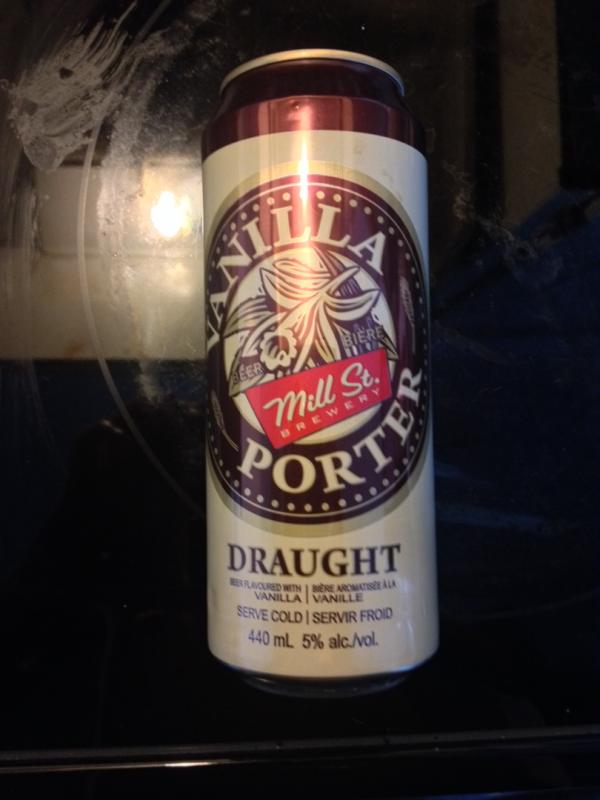 VANILLA
BEER
BIÈRE
Mill St.
BREWERY
PORTER
DRAUGHT
BEER FLAVOURED WITH | BIÈRE AROMATISÉE À LA
VANILLA | VANILLE
SERVE COLD | SERVIR FROID
440 mL 5% alc./vol.